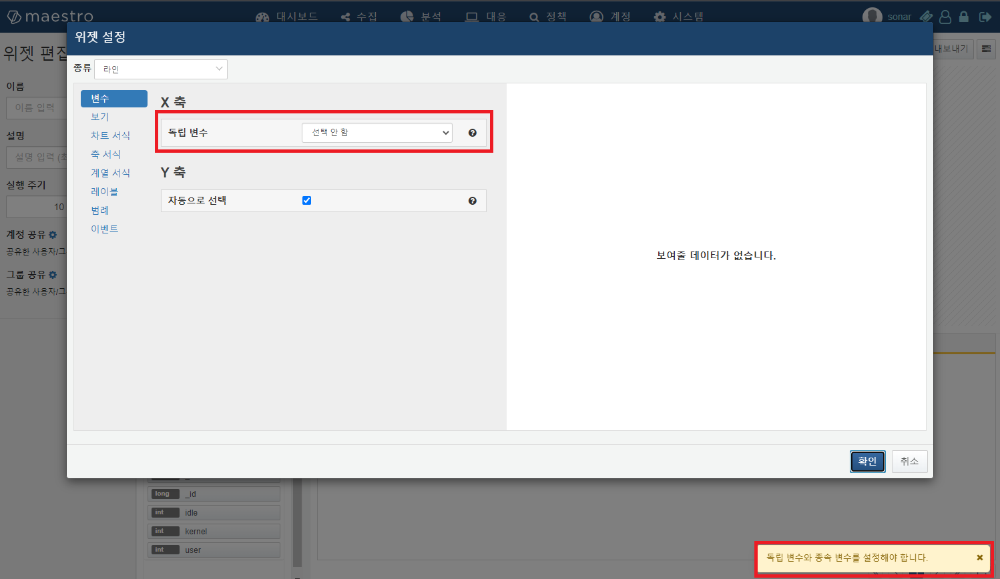 maestro
대시보드
수집
분석
대응
정책
계정
시스템
sonar
위젯 편집
내보내기
이름
이름 입력
설명
설명 입력
실행 주기
10
계정 공유
공유한 사용자/그
그룹 공유
공유한 사용자/그
위젯 설정
종류 라인
변수
보기
차트 서식
축 서식
계열 서식
레이블
범례
이벤트
X 축
독립 변수 선택 안 함
Y 축
자동으로 선택
보여줄 데이터가 없습니다.
확인 취소
long _id
int idle
int kernel
int user
독립 변수와 종속 변수를 설정해야 합니다.